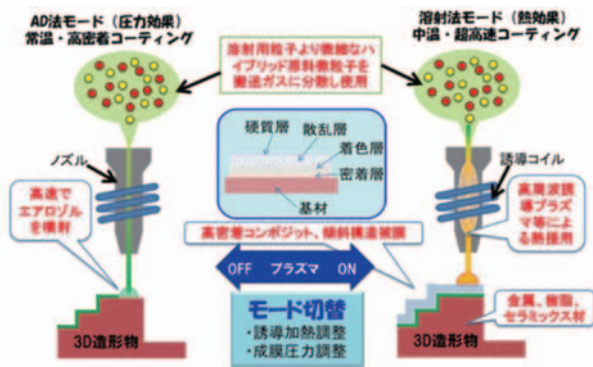 AD法モード（圧力効果）
常温・高密着コーティング
溶射法モード（熱効果）
中温・超高速コーティング
溶射用粒子より微細なハ
イブリッド原料微粒子を
搬送ガスに分散し使用
硬質層
散乱層
着色層
密着層
基材
ノズル
誘導コイル
高速で
エアロゾルを
噴射
高周波誘
導プラズ
マ等によ
る熱援用
高密着コンポジット、傾斜構造被膜
OFF プラズマ ON
モード切替
・誘導加熱調整
・成膜圧力調整
金属、樹脂、
セラミックス材
3D造形物
3D造形物